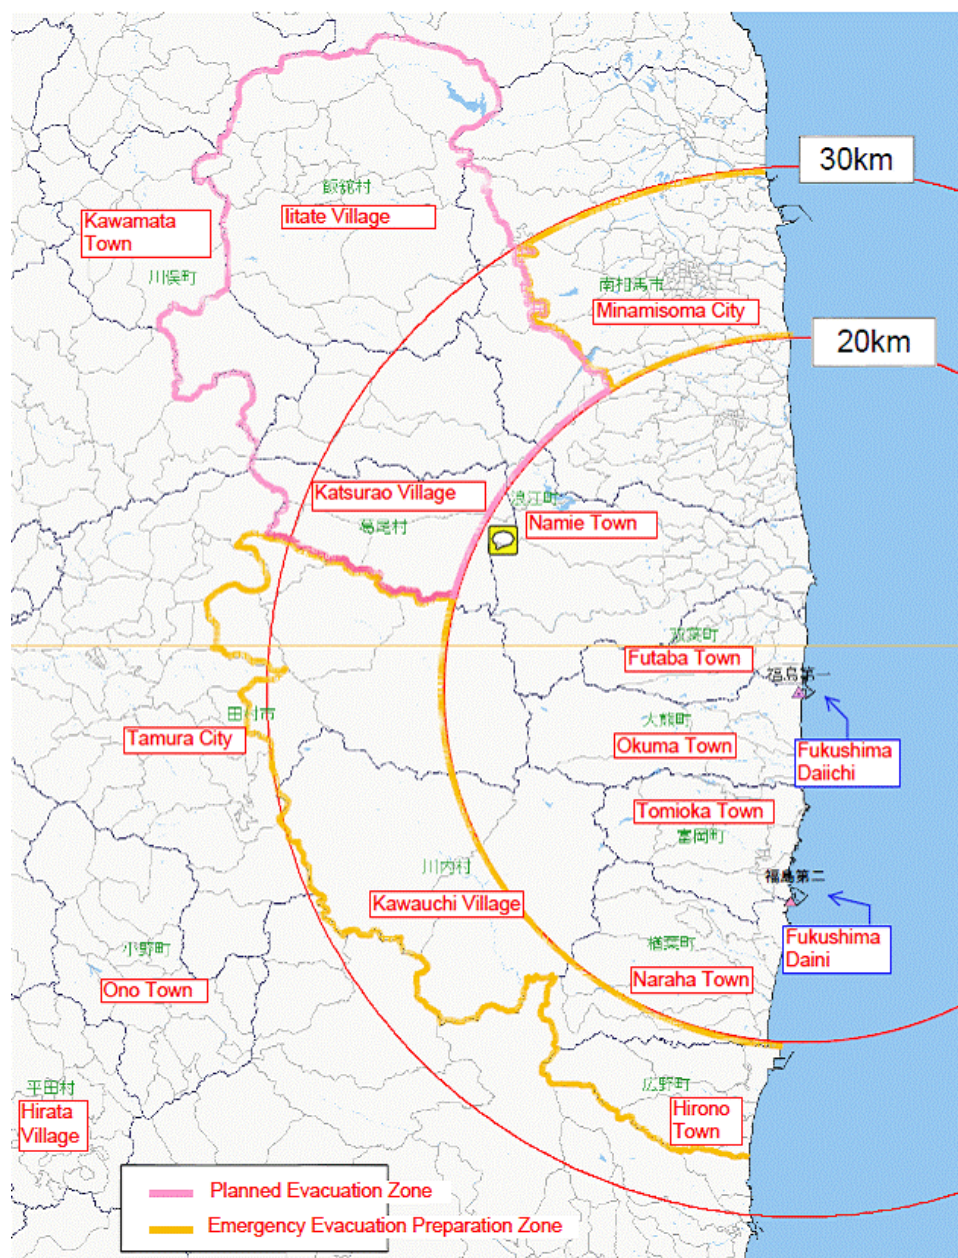 30km
飯舘村
Iitate Village
Kawamata
Town
川俣町
南相馬市
Minamisoma City
20km
Katsurao Village
葛尾村
浪江町
Namie Town
双葉町
Futaba Town
福島第一
田村市
Tamura City
大熊町
Okuma Town
Fukushima
Daiichi
Tomioka Town
富岡町
川内村
Kawauchi Village
福島第二
Fukushima
Daini
小野町
Ono Town
楢葉町
Naraha Town
平田村
Hirata
Village
広野町
Hirono
Town
Planned Evacuation Zone
Emergency Evacuation Preparation Zone